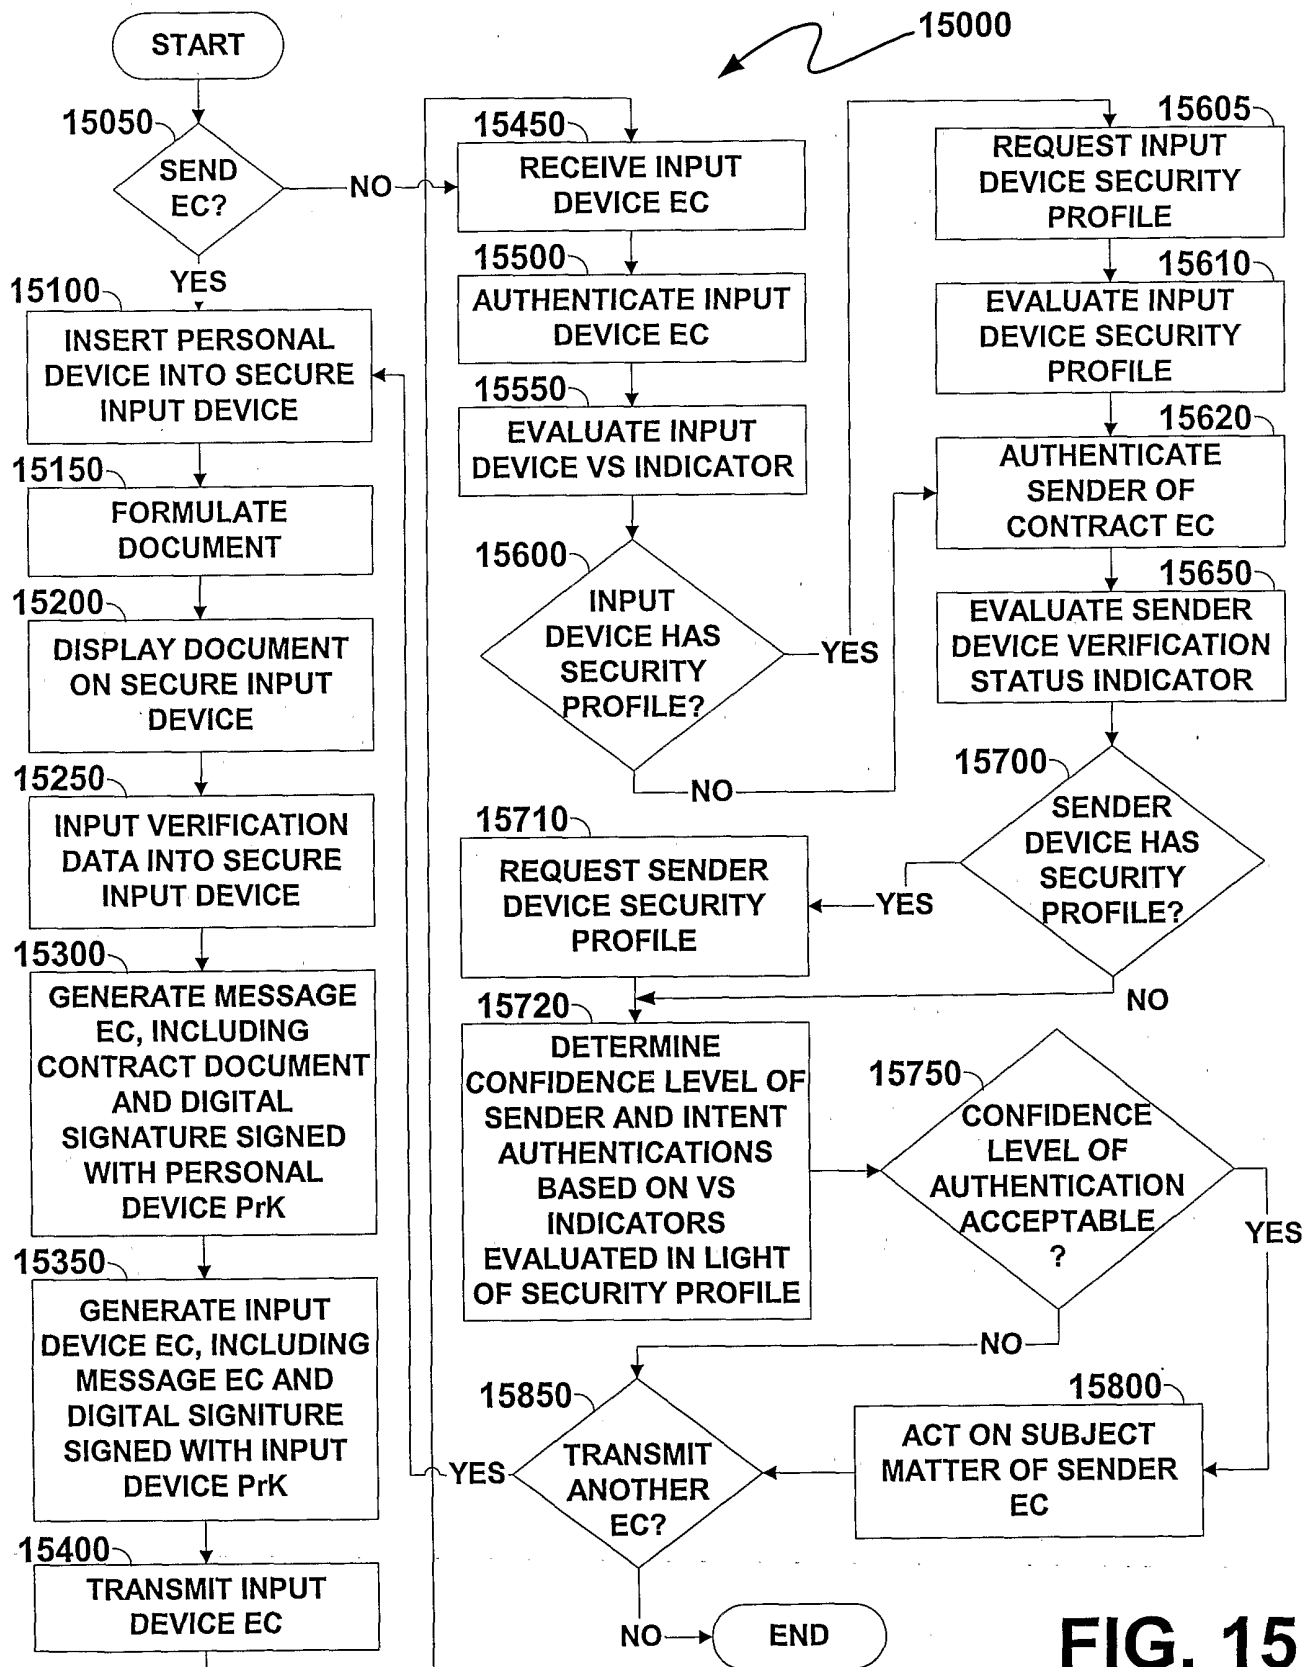 15000
START
15050
SEND
EC?
NO
YES
15100
INSERT PERSONAL
DEVICE INTO SECURE
INPUT DEVICE
15150
FORMULATE
DOCUMENT
15200
DISPLAY DOCUMENT
ON SECURE INPUT
DEVICE
15250
INPUT VERIFICATION
DATA INTO SECURE
INPUT DEVICE
15300
GENERATE MESSAGE
EC, INCLUDING
CONTRACT DOCUMENT
AND DIGITAL
SIGNATURE SIGNED
WITH PERSONAL
DEVICE PrK
15350
GENERATE INPUT
DEVICE EC, INCLUDING
MESSAGE EC AND
DIGITAL SIGNITURE
SIGNED WITH INPUT
DEVICE PrK
15400
TRANSMIT INPUT
DEVICE EC
15450
RECEIVE INPUT
DEVICE EC
15500
AUTHENTICATE INPUT
DEVICE EC
15550
EVALUATE INPUT
DEVICE VS INDICATOR
15600
INPUT
DEVICE HAS
SECURITY
PROFILE?
YES
NO
15605
REQUEST INPUT
DEVICE SECURITY
PROFILE
15610
EVALUATE INPUT
DEVICE SECURITY
PROFILE
15620
AUTHENTICATE
SENDER OF
CONTRACT EC
15650
EVALUATE SENDER
DEVICE VERIFICATION
STATUS INDICATOR
15700
SENDER
DEVICE HAS
SECURITY
PROFILE?
YES
NO
15710
REQUEST SENDER
DEVICE SECURITY
PROFILE
15720
DETERMINE
CONFIDENCE LEVEL OF
SENDER AND INTENT
AUTHENTICATIONS
BASED ON VS
INDICATORS
EVALUATED IN LIGHT
OF SECURITY PROFILE
15750
CONFIDENCE
LEVEL OF
AUTHENTICATION
ACCEPTABLE
?
YES
NO
15800
ACT ON SUBJECT
MATTER OF SENDER
EC
15850
TRANSMIT
ANOTHER
EC?
YES
NO
END
FIG. 15